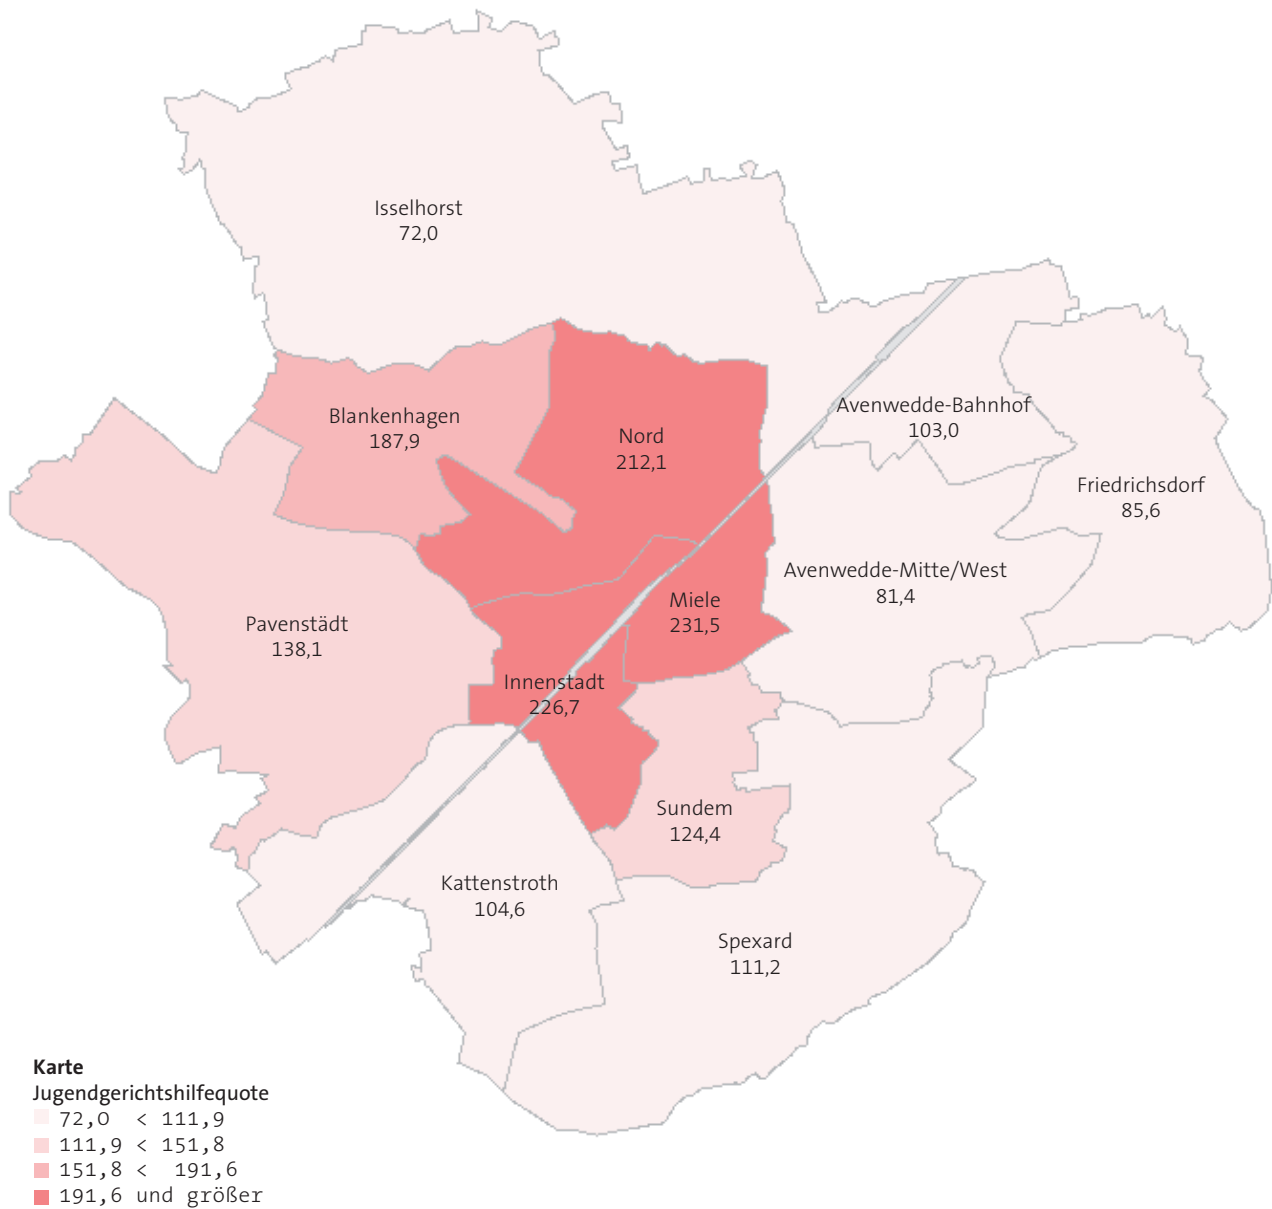 Isselhorst
72,0
Blankenhagen
187,9
Nord
212,1
Avenwedde-Bahnhof
103,0
Friedrichsdorf
85,6
Avenwedde-Mitte/West
81,4
Miele
231,5
Pavenstädt
138,1
Innenstadt
226,7
Sundem
124,4
Kattenstroth
104,6
Spexard
111,2
Karte
Jugendgerichtshilfequote
72,0 < 111,9
111,9 < 151,8
151,8 < 191,6
191,6 und größer